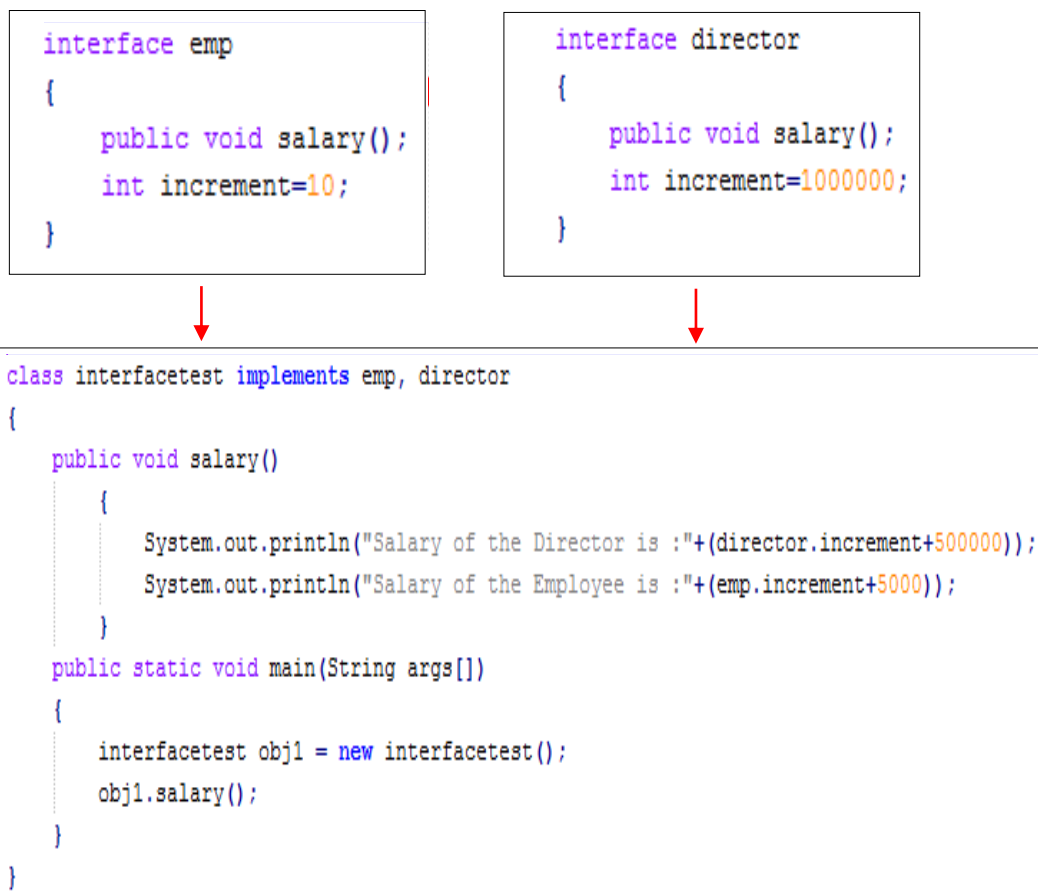 interface emp
{
public void salary();
int increment=10;
}
interface director
{
public void salary();
int increment=1000000;
}
class interfacetest implements emp, director
{
public void salary()
{
System.out.println("Salary of the Director is :"+(director.increment+500000));
System.out.println("Salary of the Employee is :"+(emp.increment+5000));
}
public static void main(String args[])
{
interfacetest obj1 = new interfacetest();
obj1.salary();
}
}